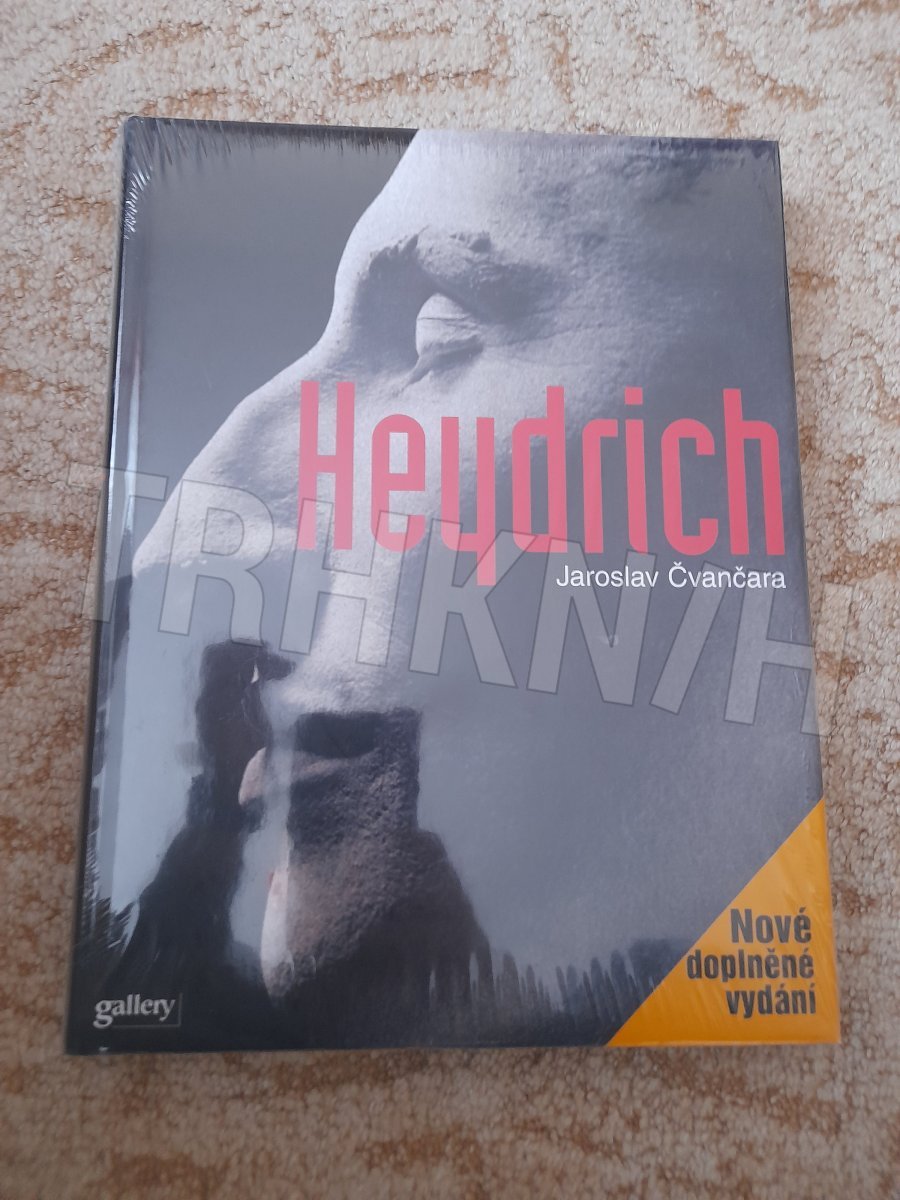 Heydrich
Jaroslav Čvančara
TRHKNIH
Nové
doplněné
vydání
gallery